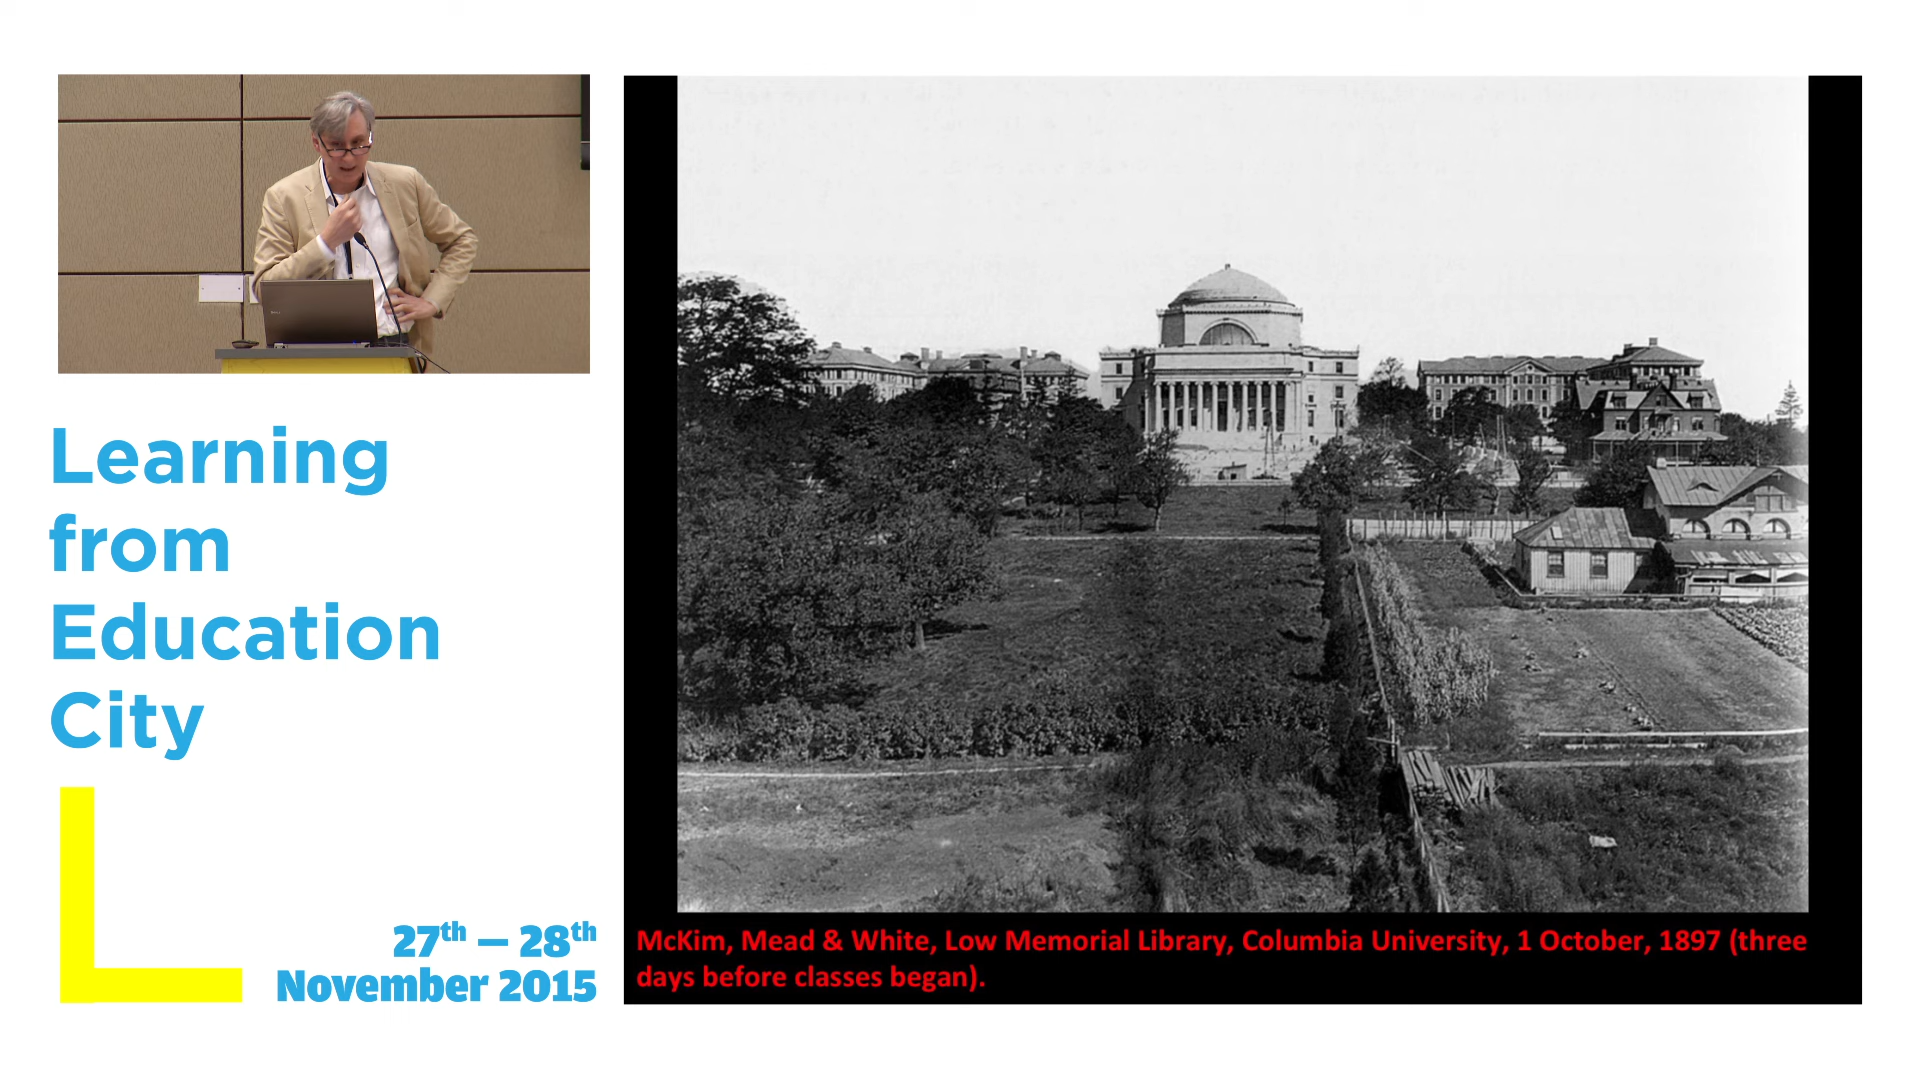 Learning
from
Education
City
27th – 28th
November 2015
McKim, Mead & White, Low Memorial Library, Columbia University, 1 October, 1897 (three
days before classes began).